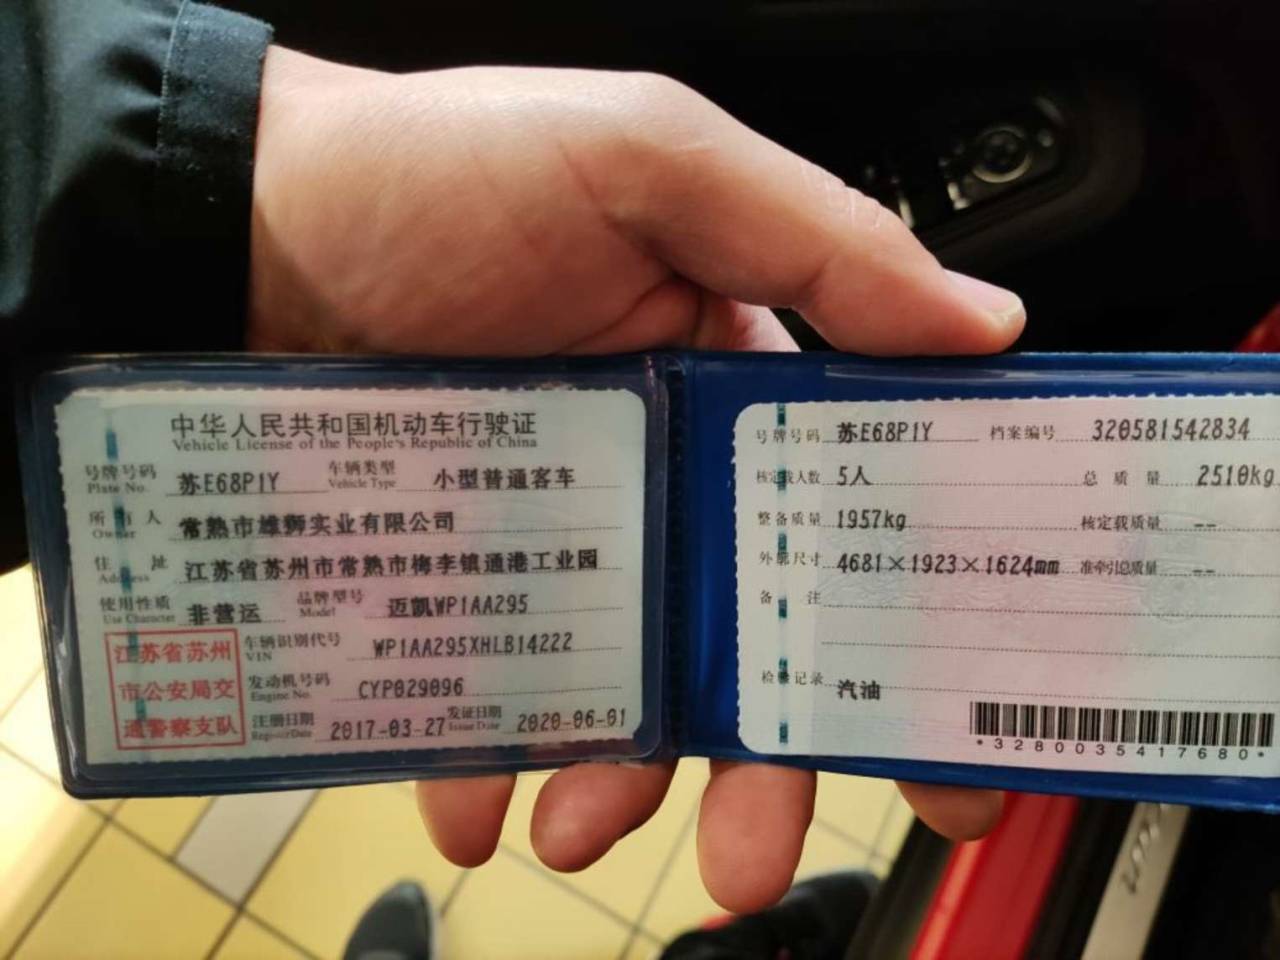 中华人民共和国机动车行驶证
Vehicle License of the People's Republic of China
号牌号码 苏E68P1Y 车辆类型 小型普通客车
Plate No. Vehicle Type
所有人 常熟市雄狮实业有限公司
Owner
住址 江苏省苏州市常熟市梅李镇通港工业园
Address
使用性质 非营运 品牌型号 迈凯WP1AA295
Use Character Model
江苏省苏州
市公安局交
通警察支队
车辆识别代号 WP1AA295XHLB14222
VIN
发动机号码 CYP029096
Engine No.
注册日期 2017-03-27 发证日期 2020-06-01
Register Date Issue Date
号牌号码 苏E68P1Y 档案编号 320581542834
核定载人数 5人 总质量 2510kg
整备质量 1957kg 核定载质量 --
外廓尺寸 4681×1923×1624mm 准牵引总质量 --
备注
检验记录 汽油
*3280035417680*